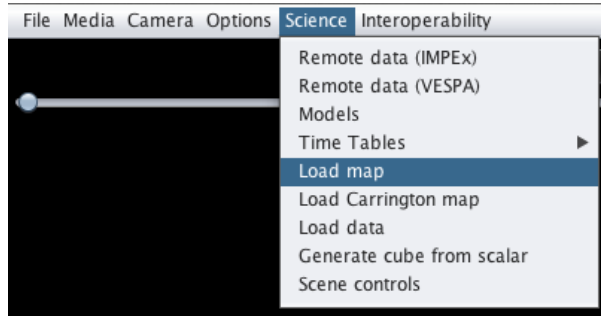 File Media Camera Options Science Interoperability
Remote data (IMPEx)
Remote data (VESPA)
Models
Time Tables
Load map
Load Carrington map
Load data
Generate cube from scalar
Scene controls